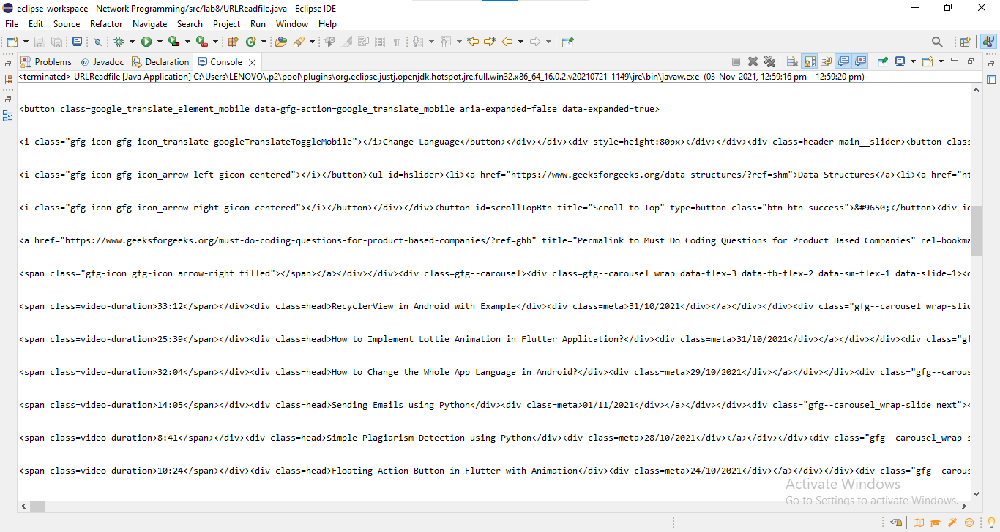 eclipse-workspace - Network Programming/src/lab8/URLReadfile.java - Eclipse IDE
File Edit Source Refactor Navigate Search Project Run Window Help
Problems @ Javadoc Declaration Console
<terminated> URLReadfile [Java Application] C:\Users\LENOVO\.p2\pool\plugins\org.eclipse.justj.openjdk.hotspot.jre.full.win32.x86_64_16.0.2.v20210721-1149\jre\bin\javaw.exe (03-Nov-2021, 12:59:16 pm – 12:59:20 pm)
<button class=google_translate_element_mobile data-gfg-action=google_translate_mobile aria-expanded=false data-expanded=true>
<i class="gfg-icon gfg-icon_translate googleTranslateToggleMobile"></i>Change Language</button></div></div><div style=height:80px></div></div><div class=header-main__slider><button class
<i class="gfg-icon gfg-icon_arrow-left gicon-centered"></i></button><ul id=hslider><li><a href="https://www.geeksforgeeks.org/data-structures/?ref=shm">Data Structures</a><li><a href="ht
<i class="gfg-icon gfg-icon_arrow-right gicon-centered"></i></button></div></div><button id=scrollTopBtn title="Scroll to Top" type=button class="btn btn-success">&#9650;</button><div id
<a href="https://www.geeksforgeeks.org/must-do-coding-questions-for-product-based-companies/?ref=ghb" title="Permalink to Must Do Coding Questions for Product Based Companies" rel=bookma
<span class="gfg-icon gfg-icon_arrow-right_filled"></span></a></div></div><div class=gfg--carousel><div class=gfg--carousel_wrap data-flex=3 data-tb-flex=2 data-sm-flex=1 data-slide=1><d
<span class=video-duration>33:12</span></div><div class=head>RecyclerView in Android with Example</div><div class=meta>31/10/2021</div></a></div></div><div class="gfg--carousel_wrap-slid
<span class=video-duration>25:39</span></div><div class=head>How to Implement Lottie Animation in Flutter Application?</div><div class=meta>31/10/2021</div></a></div></div><div class="gf
<span class=video-duration>32:04</span></div><div class=head>How to Change the Whole App Language in Android?</div><div class=meta>29/10/2021</div></a></div></div><div class="gfg--carous
<span class=video-duration>14:05</span></div><div class=head>Sending Emails using Python</div><div class=meta>01/11/2021</div></a></div></div><div class="gfg--carousel_wrap-slide next"><
<span class=video-duration>8:41</span></div><div class=head>Simple Plagiarism Detection using Python</div><div class=meta>28/10/2021</div></a></div></div><div class="gfg--carousel_wrap-s
<span class=video-duration>10:24</span></div><div class=head>Floating Action Button in Flutter with Animation</div><div class=meta>24/10/2021</div></a></div></div><div class="gfg--carous
Activate Windows
Go to Settings to activate Windows.